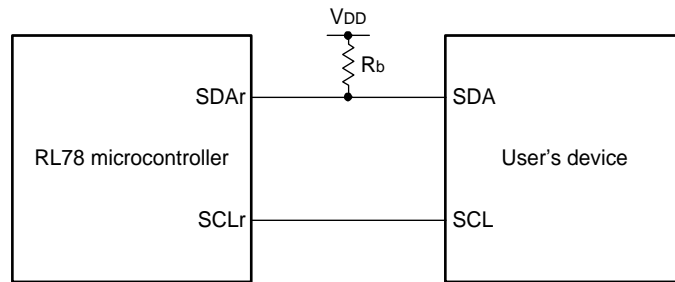 VDD
Rb
SDAr
SDA
RL78 microcontroller
User's device
SCLr
SCL